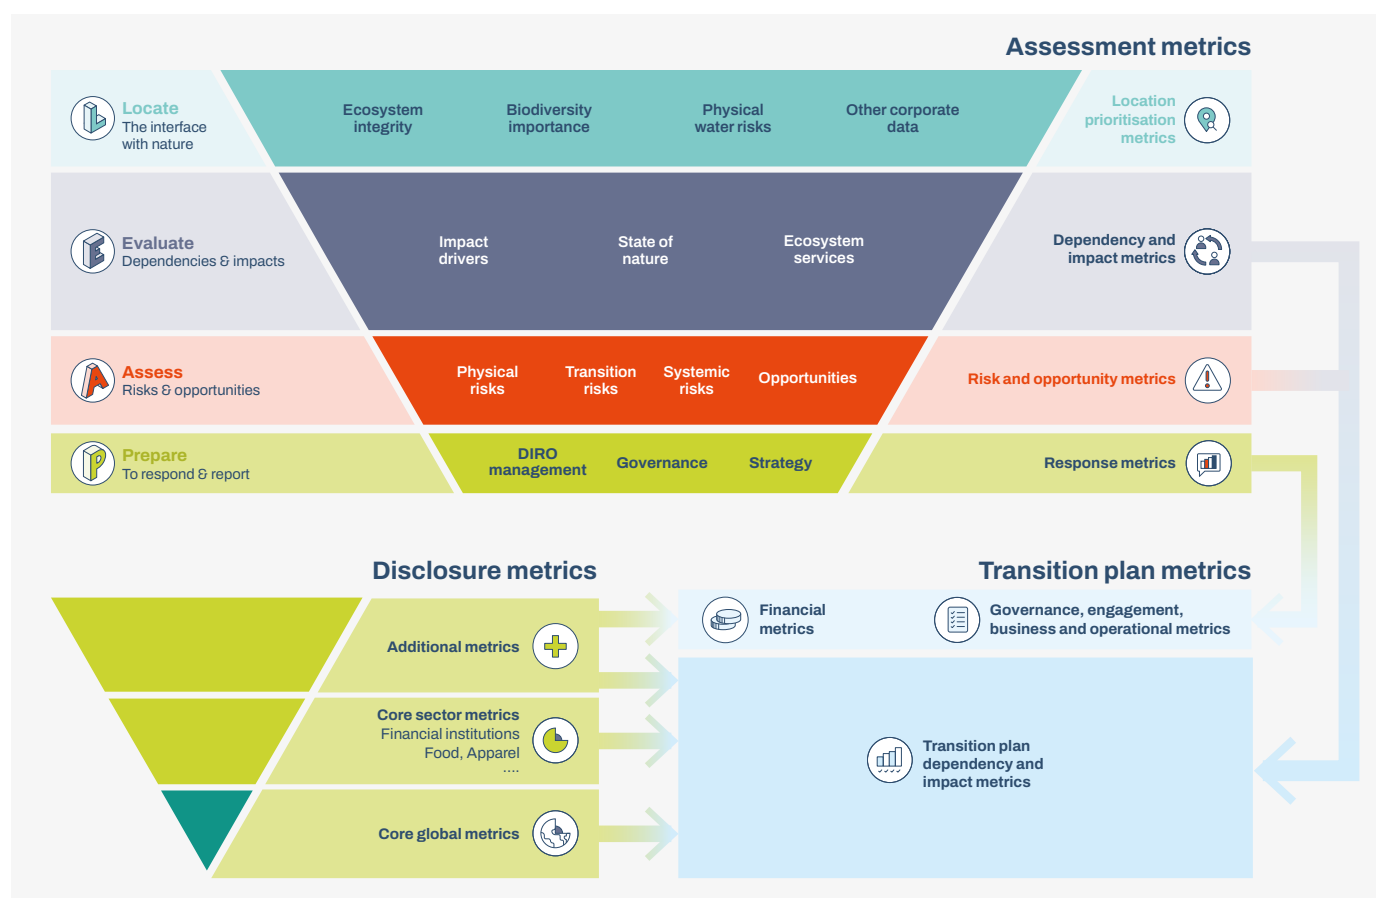 Assessment metrics
Locate
The interface
with nature
Ecosystem
integrity
Biodiversity
importance
Physical
water risks
Other corporate
data
Location
prioritisation
metrics
Evaluate
Dependencies & impacts
Impact
drivers
State of
nature
Ecosystem
services
Dependency and
impact metrics
Assess
Risks & opportunities
Physical
risks
Transition
risks
Systemic
risks
Opportunities
Risk and opportunity metrics
Prepare
To respond & report
DIRO
management
Governance
Strategy
Response metrics
Disclosure metrics
Additional metrics
Core sector metrics
Financial institutions
Food, Apparel
....
Core global metrics
Transition plan metrics
Financial
metrics
Governance, engagement,
business and operational metrics
Transition plan
dependency and
impact metrics